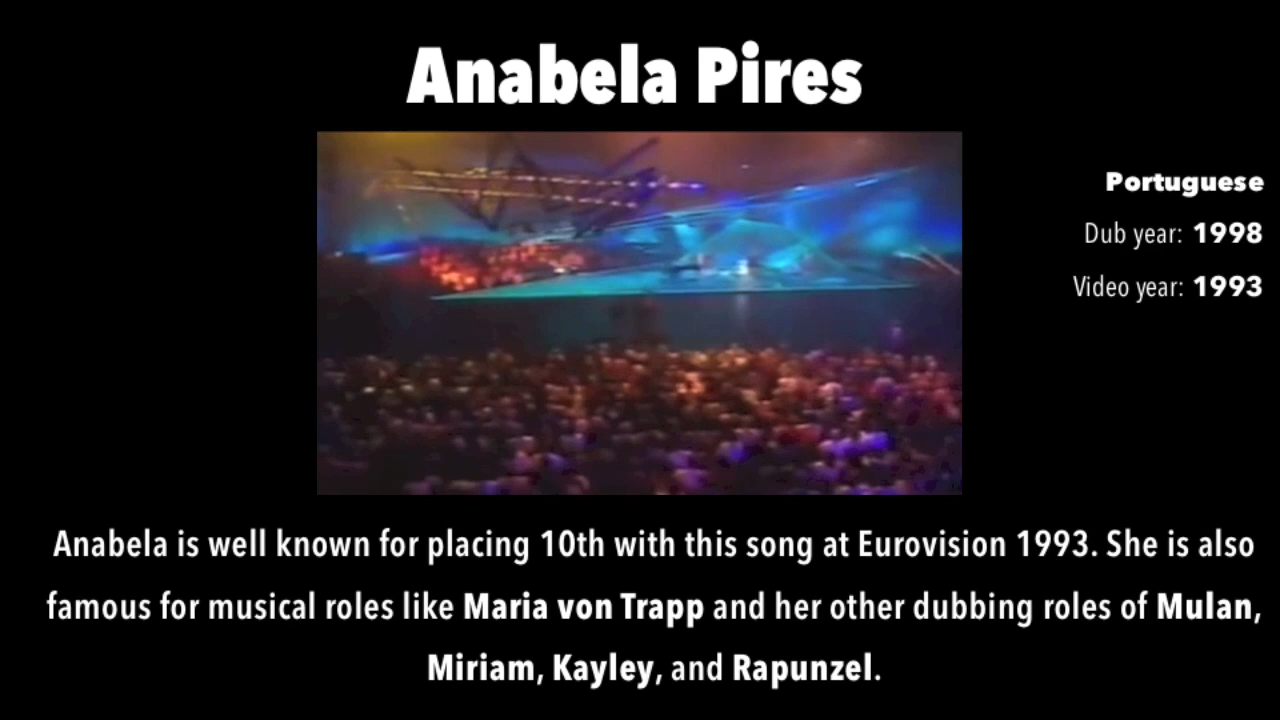 Anabela Pires
Portuguese
Dub year: 1998
Video year: 1993
Anabela is well known for placing 10th with this song at Eurovision 1993. She is also
famous for musical roles like Maria von Trapp and her other dubbing roles of Mulan,
Miriam, Kayley, and Rapunzel.